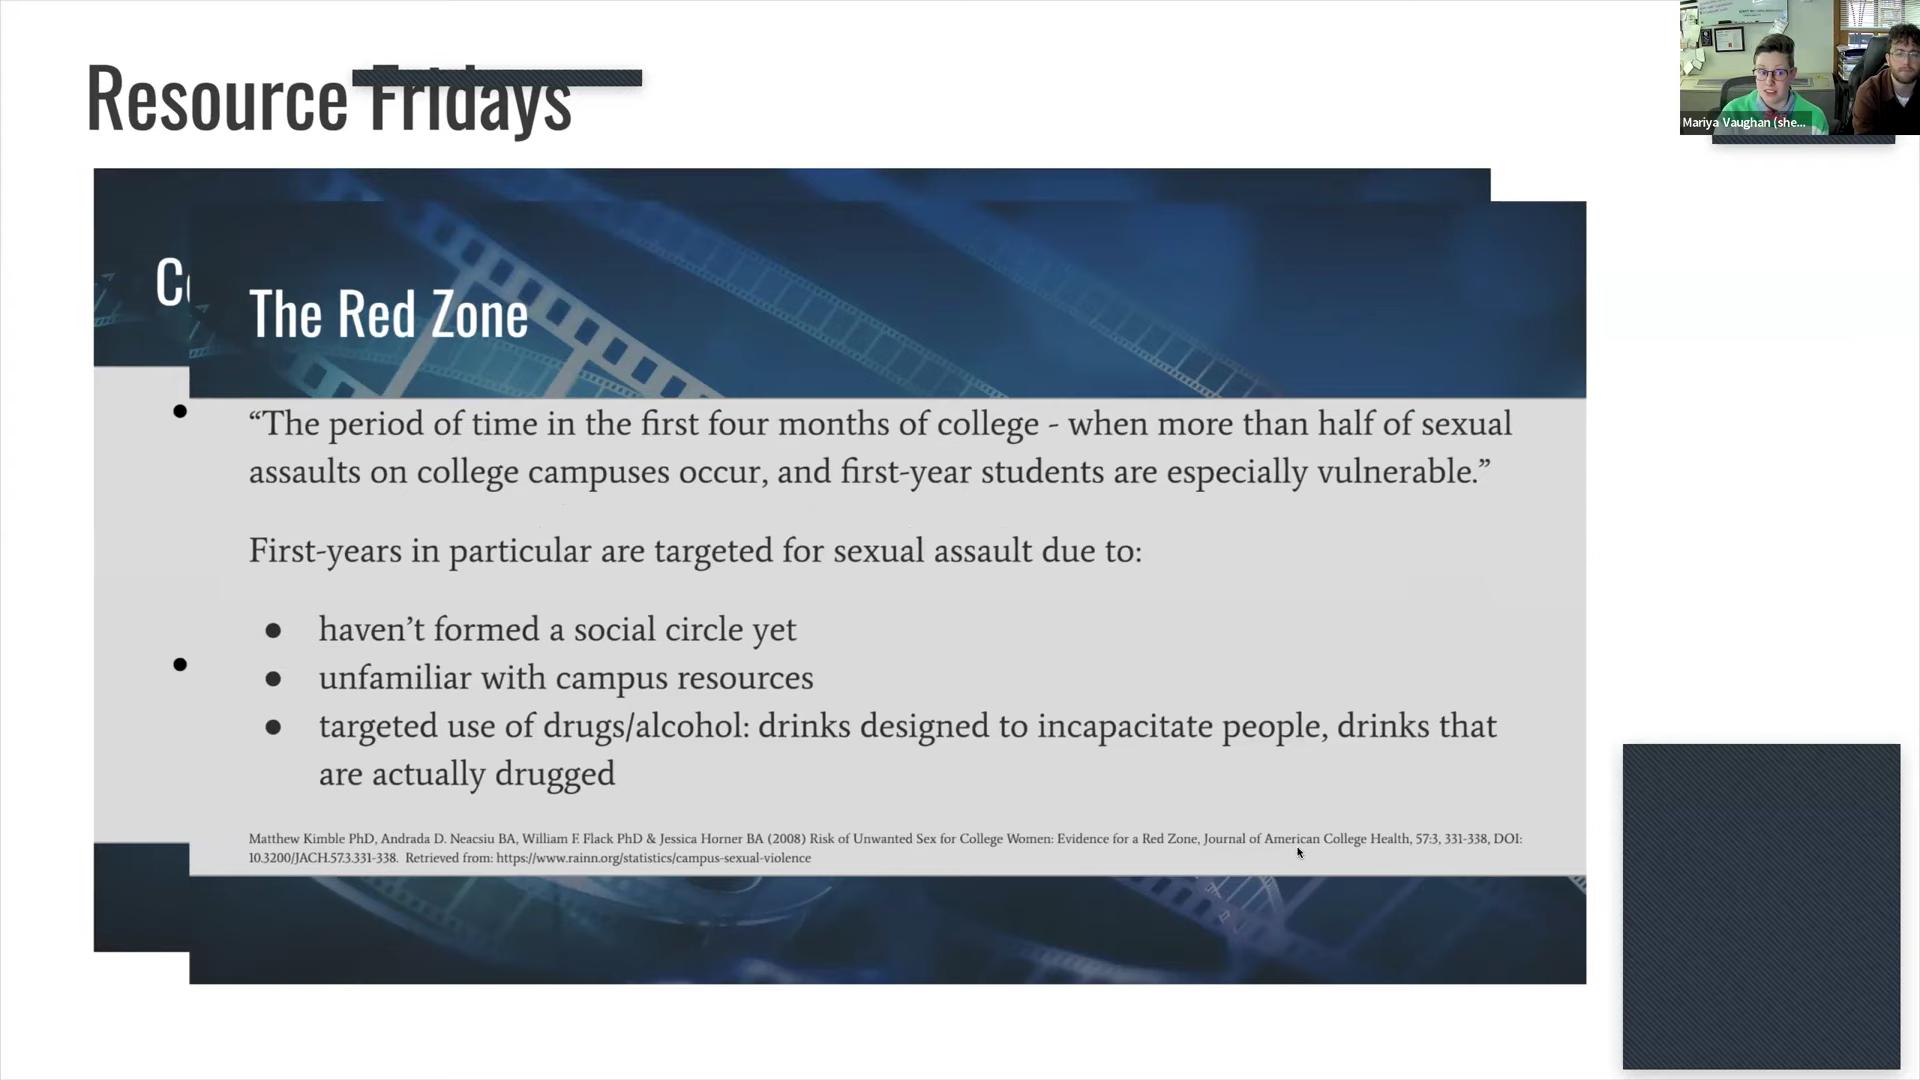 Resource Fridays
Mariya Vaughan (she...
The Red Zone
“The period of time in the first four months of college - when more than half of sexual
assaults on college campuses occur, and first-year students are especially vulnerable.”
First-years in particular are targeted for sexual assault due to:
● haven’t formed a social circle yet
● unfamiliar with campus resources
● targeted use of drugs/alcohol: drinks designed to incapacitate people, drinks that
are actually drugged
Matthew Kimble PhD, Andrada D. Neacsiu BA, William F. Flack PhD & Jessica Horner BA (2008) Risk of Unwanted Sex for College Women: Evidence for a Red Zone, Journal of American College Health, 57:3, 331-338, DOI:
10.3200/JACH.57.3.331-338. Retrieved from: https://www.rainn.org/statistics/campus-sexual-violence